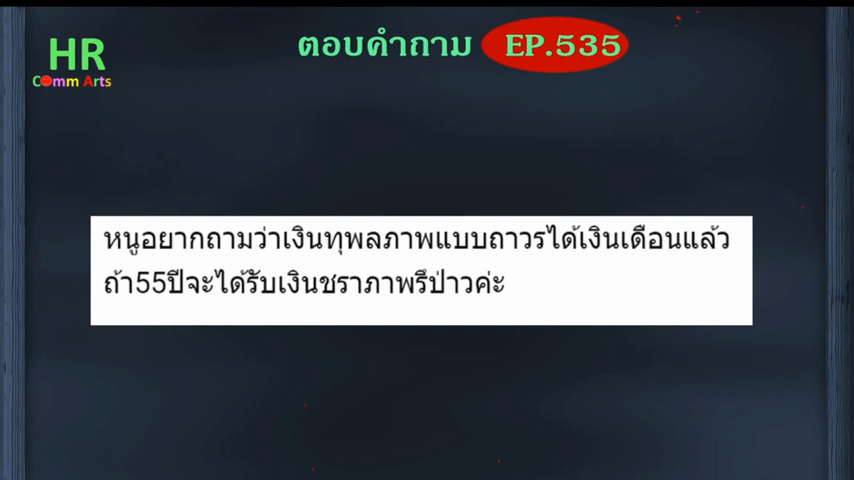 HR
Comm Arts
ตอบคำถาม EP.535
หนูอยากถามว่าเงินทุพลภาพแบบถาวรได้เงินเดือนแล้ว
ถ้า55ปีจะได้รับเงินชราภาพรึป่าวค่ะ